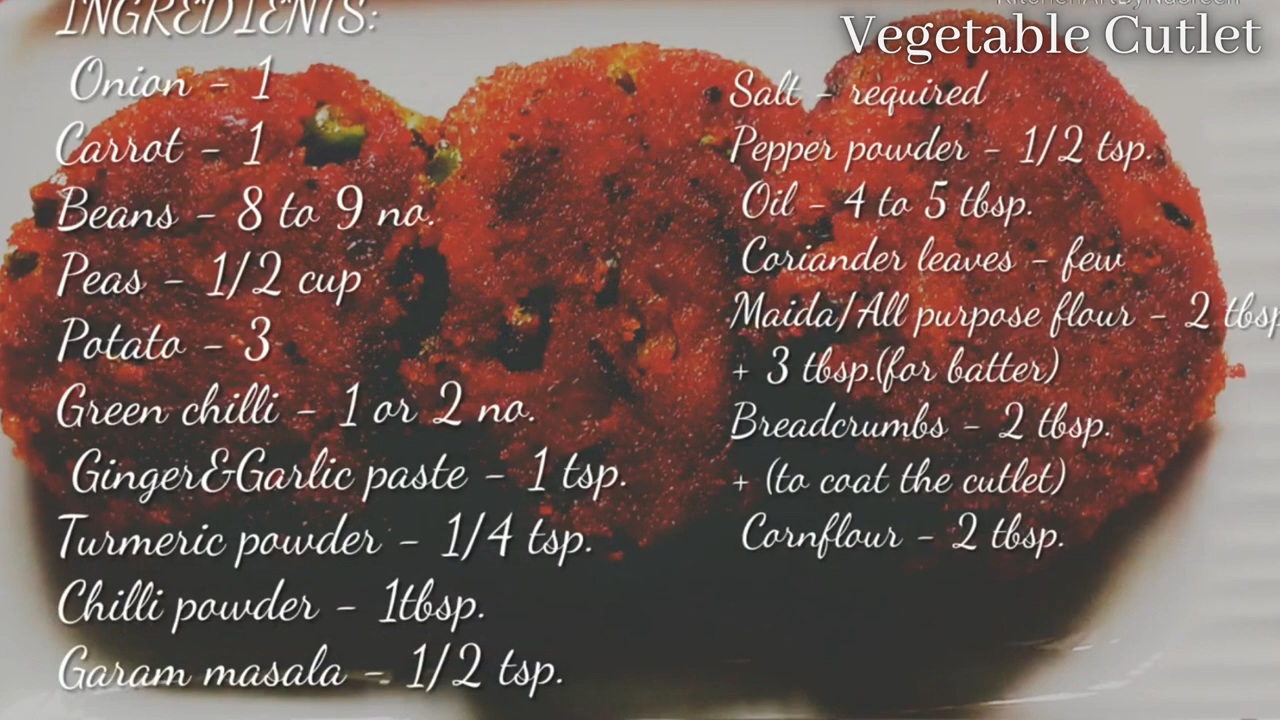 INGREDIENTS:
Onion - 1
Carrot - 1
Beans - 8 to 9 no.
Peas - 1/2 cup
Potato - 3
Green chilli - 1 or 2 no.
Ginger&Garlic paste - 1 tsp.
Turmeric powder - 1/4 tsp.
Chilli powder - 1tbsp.
Garam masala - 1/2 tsp.
Vegetable Cutlet
Salt - required
Pepper powder - 1/2 tsp.
Oil - 4 to 5 tbsp.
Coriander leaves - few
Maida/All purpose flour - 2 tbsp
+ 3 tbsp.(for batter)
Breadcrumbs - 2 tbsp.
+ (to coat the cutlet)
Cornflour - 2 tbsp.